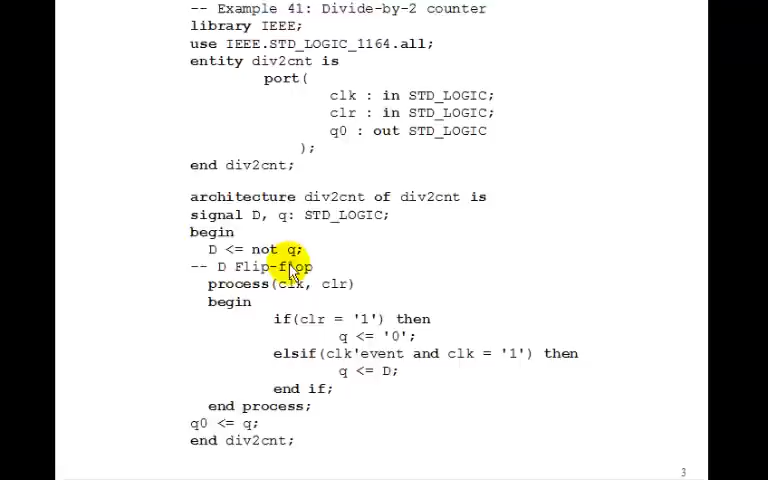 -- Example 41: Divide-by-2 counter
library IEEE;
use IEEE.STD_LOGIC_1164.all;
entity div2cnt is
port(
clk : in STD_LOGIC;
clr : in STD_LOGIC;
q0 : out STD_LOGIC
);
end div2cnt;
architecture div2cnt of div2cnt is
signal D, q: STD_LOGIC;
begin
D <= not q;
-- D Flip-flop
process(clk, clr)
begin
if(clr = '1') then
q <= '0';
elsif(clk'event and clk = '1') then
q <= D;
end if;
end process;
q0 <= q;
end div2cnt;
3